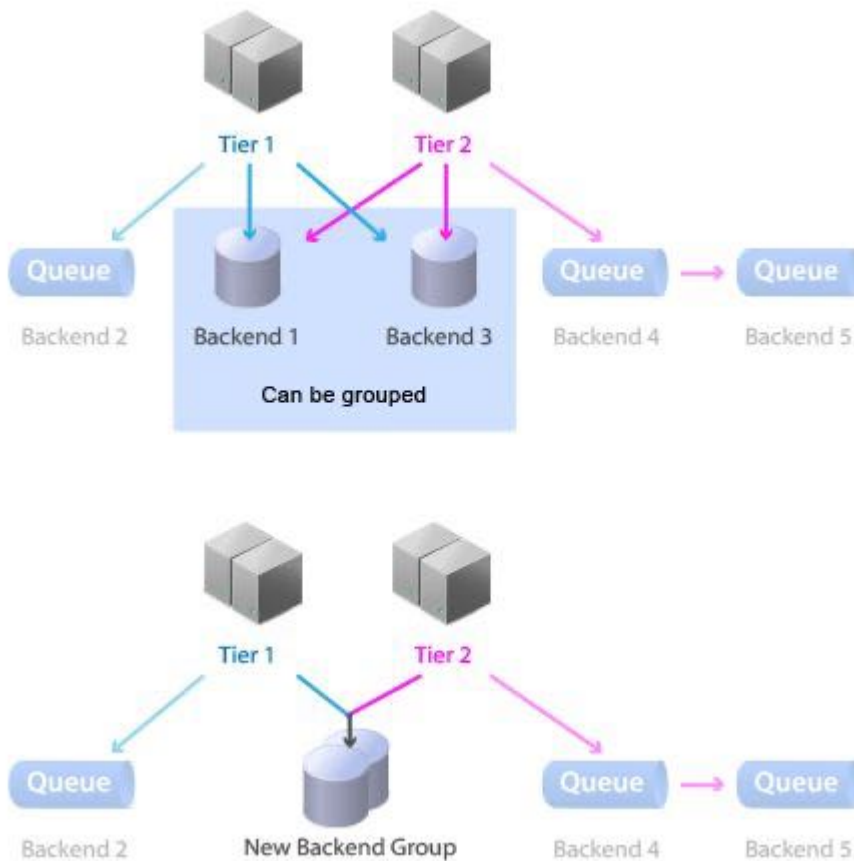 Tier 1
Tier 2
Queue
Queue
Queue
Backend 2
Backend 1
Backend 3
Backend 4
Backend 5
Can be grouped
Tier 1
Tier 2
Queue
Queue
Queue
Backend 2
New Backend Group
Backend 4
Backend 5